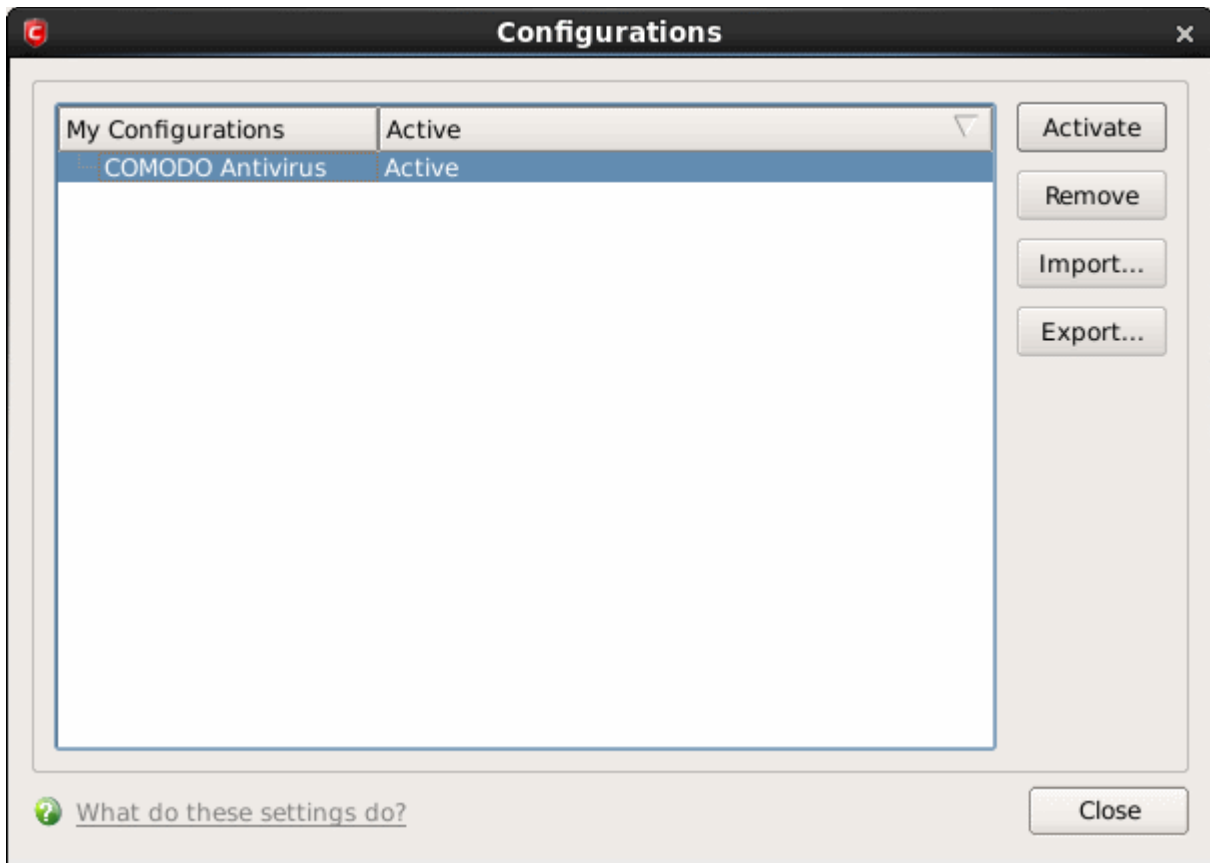 Configurations
My Configurations Active
COMODO Antivirus Active
Activate
Remove
Import...
Export...
What do these settings do?
Close